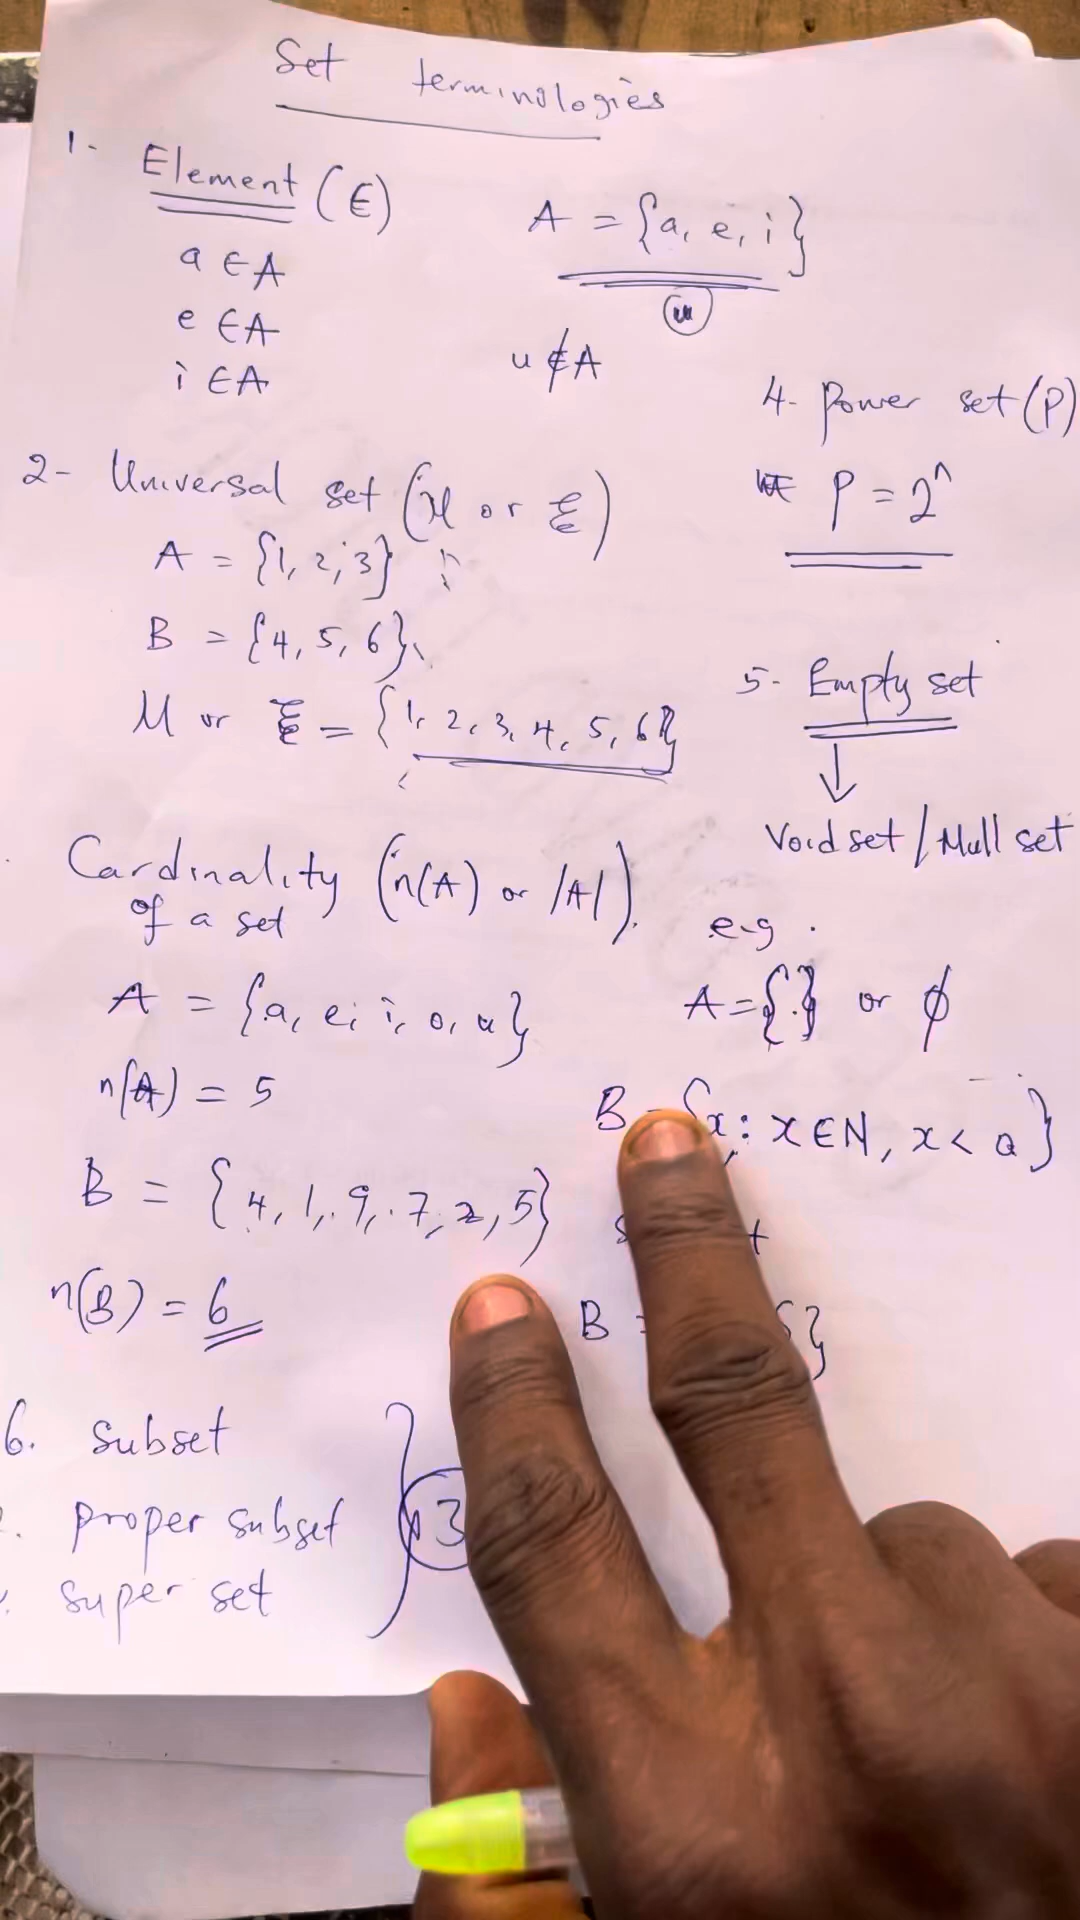 Set terminologies
1- Element (∈)
A = {a, e, i}
a ∈ A
e ∈ A
i ∈ A
u
u ∉ A
2- Universal set (μ or ξ)
A = {1, 2, 3}
B = {4, 5, 6}
μ or ξ = {1, 2, 3, 4, 5, 6}
Cardinality (n(A) or /A/).
of a set
A = {a, e, i, o, u}
n(A) = 5
B = {4, 1, 9, 7, 2, 5}
n(B) = 6
4- Power set (P)
P = 2ⁿ
5- Empty set
↓
Void set / Null set
e.g.
A = {} or ϕ
B = {x : x ∈ N, x <
B
6. Subset
proper subset
super set
3